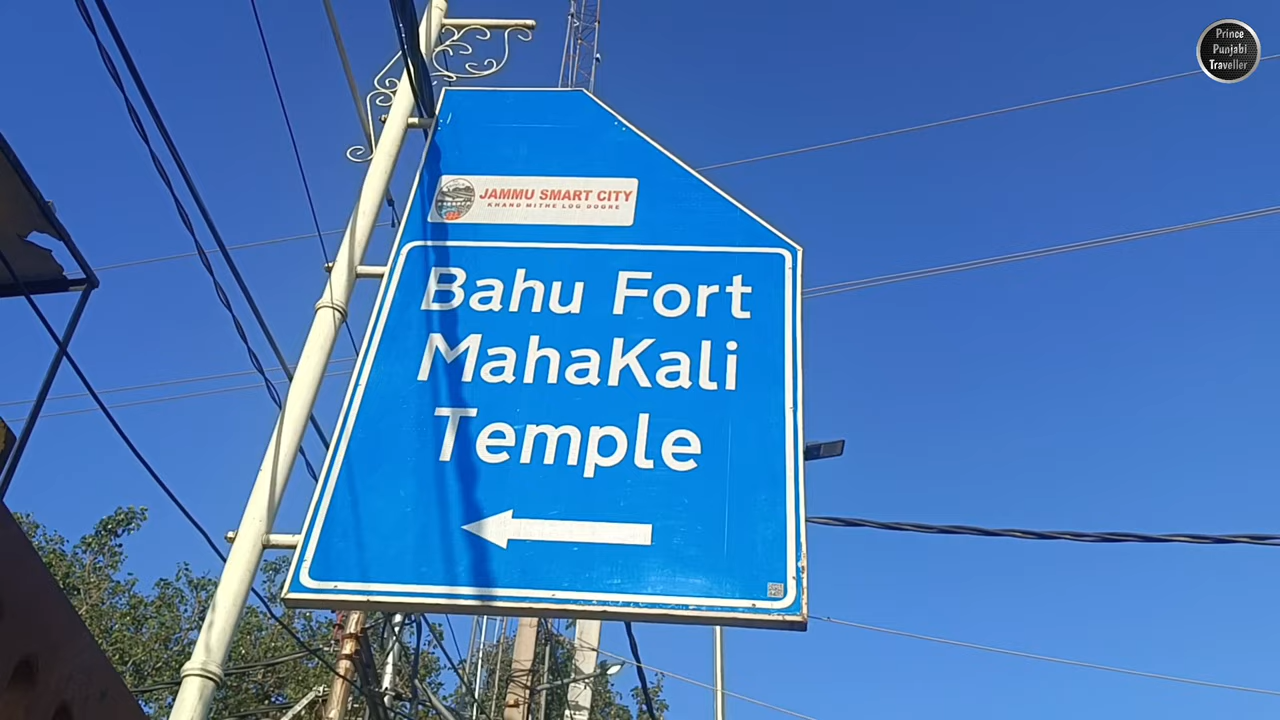 Prince
Punjabi
Traveller
JAMMU SMART CITY
KHAND MITHE LOG DOGRE
Bahu Fort
MahaKali
Temple